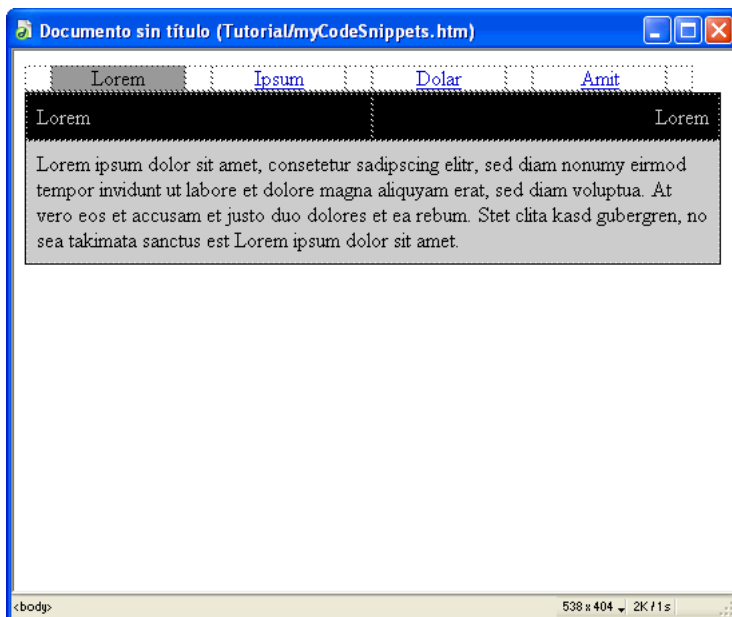 Documento sin título (Tutorial/myCodeSnippets.htm)
Lorem Ipsum Dolar Amit
Lorem Lorem
Lorem ipsum dolor sit amet, consetetur sadipscing elitr, sed diam nonumy eirmod
tempor invidunt ut labore et dolore magna aliquyam erat, sed diam voluptua. At
vero eos et accusam et justo duo dolores et ea rebum. Stet clita kasd gubergren, no
sea takimata sanctus est Lorem ipsum dolor sit amet.
<body> 538 x 404 2K / 1 s